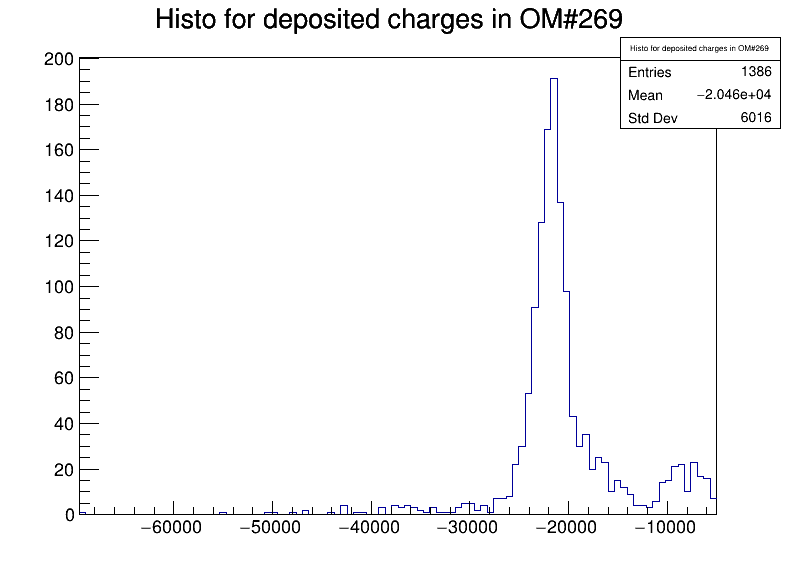 Histo for deposited charges in OM#269
Histo for deposited charges in OM#269
Entries 1386
Mean −2.046e+04
Std Dev 6016
200
180
160
140
120
100
80
60
40
20
0
−60000 −50000 −40000 −30000 −20000 −10000